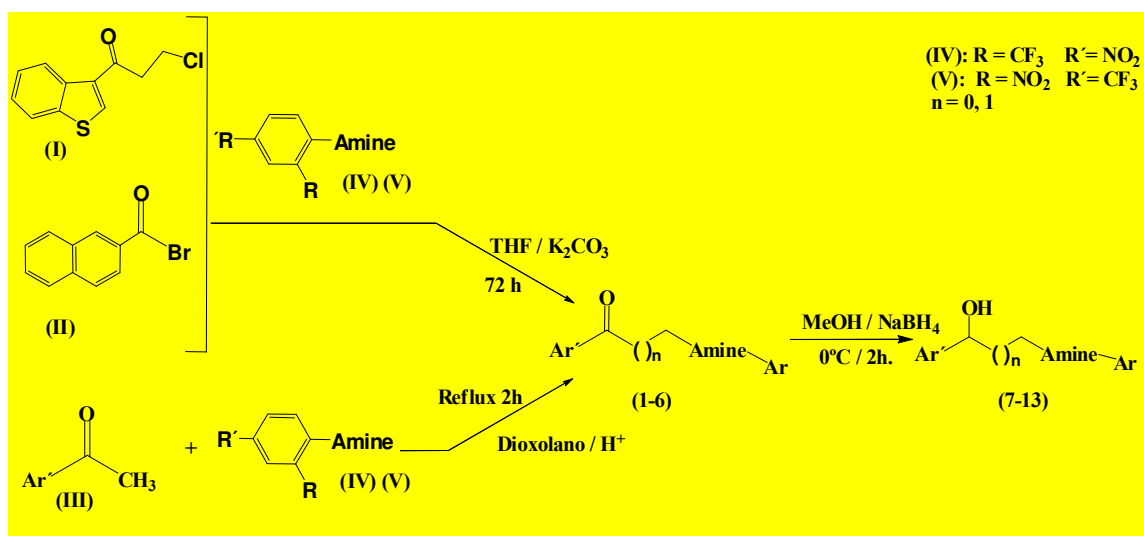 O
Cl
S
(I)
(IV): R = CF₃ R´= NO₂
(V): R = NO₂ R´= CF₃
n = 0, 1
´R
Amine
R
(IV) (V)
O
Br
(II)
THF / K₂CO₃
72 h
O
Ar´
( )n
Amine
Ar
(1-6)
MeOH / NaBH₄
0ºC / 2h.
OH
Ar´
( )n
Amine
Ar
(7-13)
O
Ar´
CH₃
(III)
+
R´
Amine
R
(IV) (V)
Reflux 2h
Dioxolano / H⁺